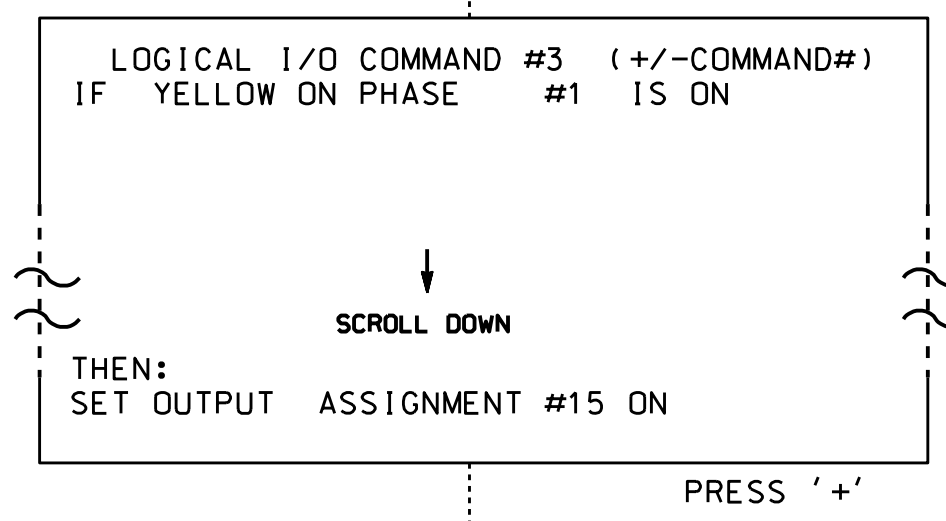 LOGICAL I/O COMMAND #3 (+/-COMMAND#)
IF YELLOW ON PHASE #1 IS ON
SCROLL DOWN
THEN:
SET OUTPUT ASSIGNMENT #15 ON
PRESS '+'